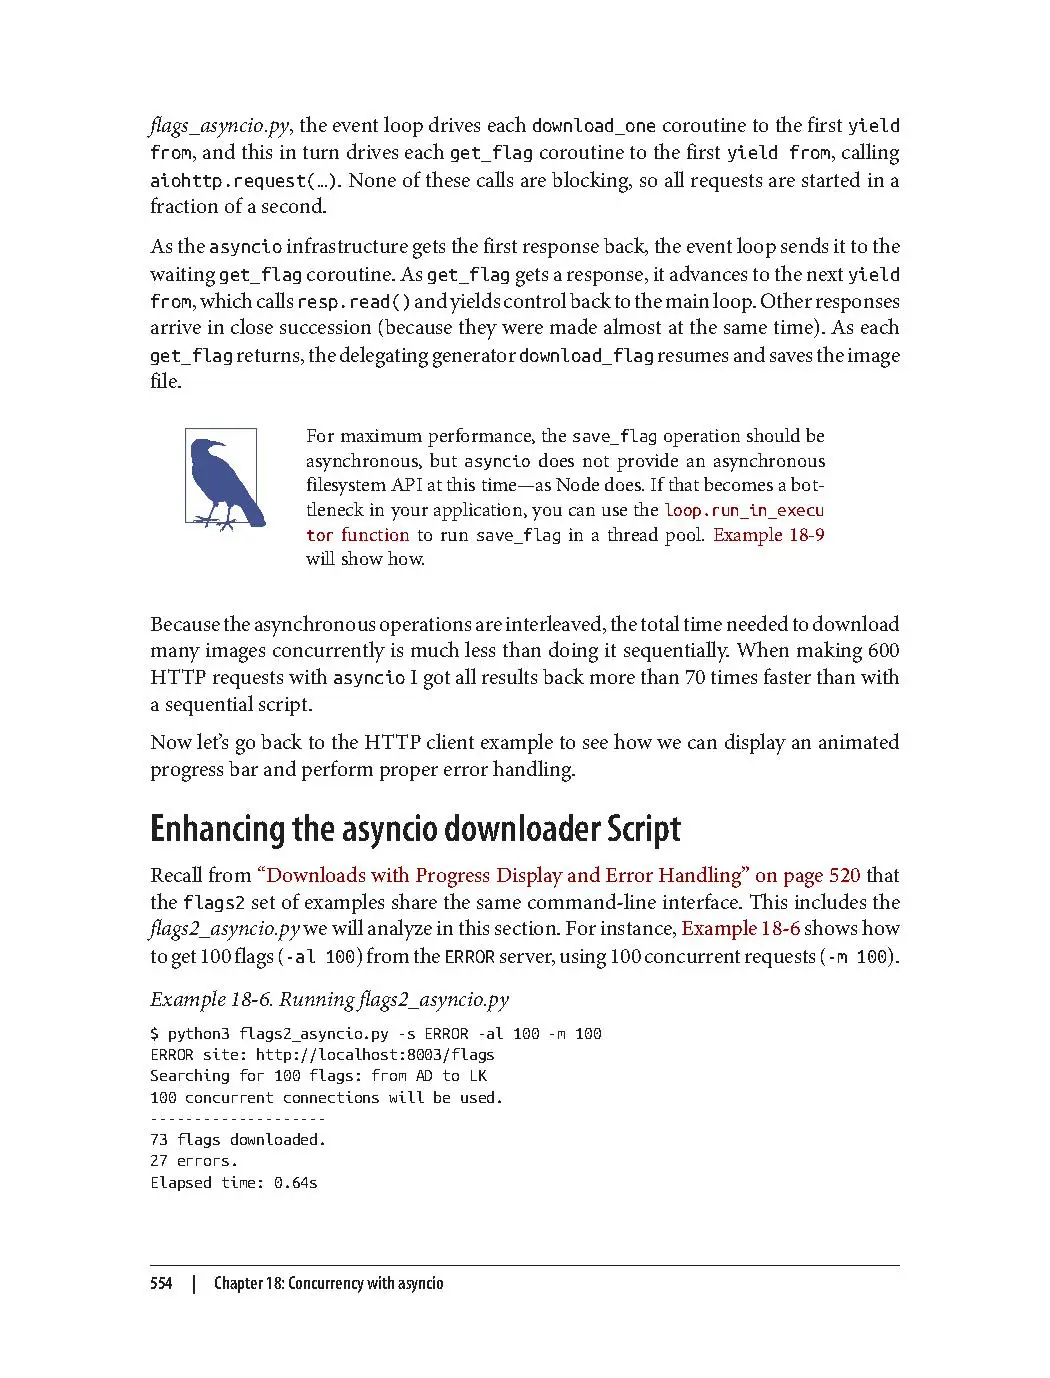 flags_asyncio.py, the event loop drives each download_one coroutine to the first yield
from, and this in turn drives each get_flag coroutine to the first yield from, calling
aiohttp.request(…). None of these calls are blocking, so all requests are started in a
fraction of a second.
As the asyncio infrastructure gets the first response back, the event loop sends it to the
waiting get_flag coroutine. As get_flag gets a response, it advances to the next yield
from, which calls resp.read() and yields control back to the main loop. Other responses
arrive in close succession (because they were made almost at the same time). As each
get_flag returns, the delegating generator download_flag resumes and saves the image
file.
For maximum performance, the save_flag operation should be
asynchronous, but asyncio does not provide an asynchronous
filesystem API at this time—as Node does. If that becomes a bot-
tleneck in your application, you can use the loop.run_in_execu
tor function to run save_flag in a thread pool. Example 18-9
will show how.
Because the asynchronous operations are interleaved, the total time needed to download
many images concurrently is much less than doing it sequentially. When making 600
HTTP requests with asyncio I got all results back more than 70 times faster than with
a sequential script.
Now let’s go back to the HTTP client example to see how we can display an animated
progress bar and perform proper error handling.
Enhancing the asyncio downloader Script
Recall from “Downloads with Progress Display and Error Handling” on page 520 that
the flags2 set of examples share the same command-line interface. This includes the
flags2_asyncio.py we will analyze in this section. For instance, Example 18-6 shows how
to get 100 flags (-al 100) from the ERROR server, using 100 concurrent requests (-m 100).
Example 18-6. Running flags2_asyncio.py
$ python3 flags2_asyncio.py -s ERROR -al 100 -m 100
ERROR site: http://localhost:8003/flags
Searching for 100 flags: from AD to LK
100 concurrent connections will be used.
--------------------
73 flags downloaded.
27 errors.
Elapsed time: 0.64s
554 | Chapter 18: Concurrency with asyncio